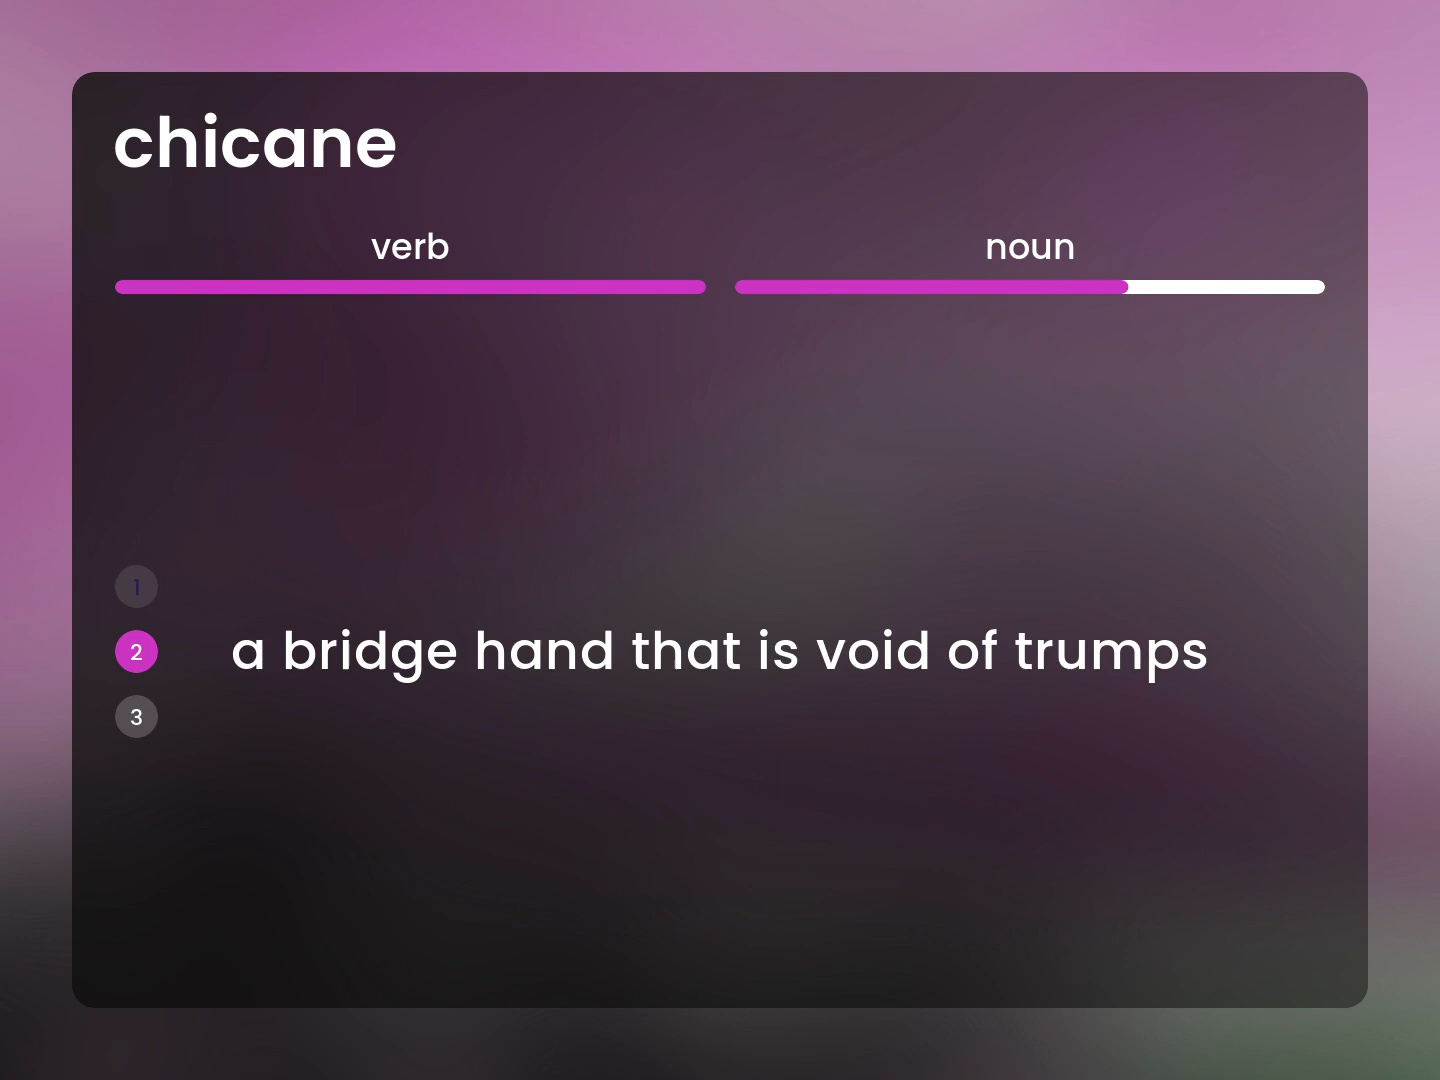 chicane
verb
noun
1
2
a bridge hand that is void of trumps
3